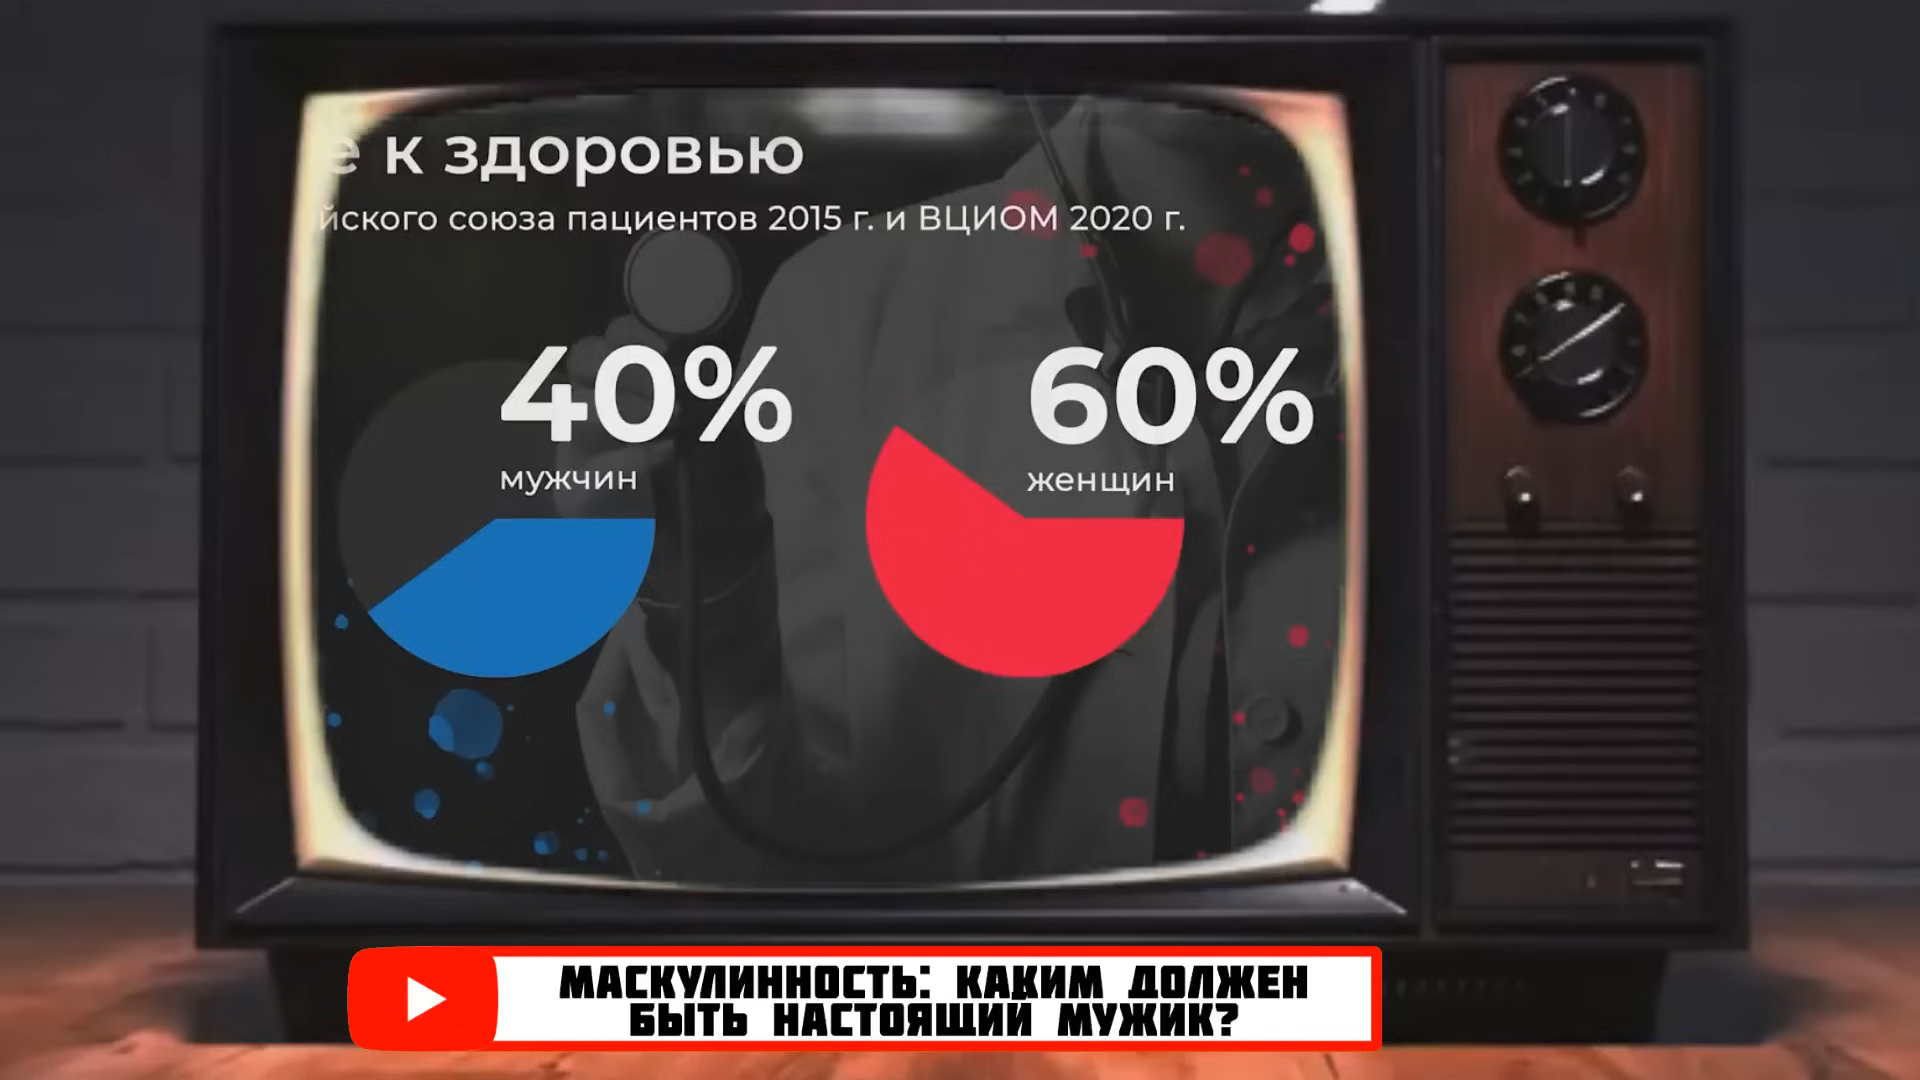 е к здоровью
йского союза пациентов 2015 г. и ВЦИОМ 2020 г.
40%
60%
мужчин
женщин
МАСКУЛИННОСТЬ: КАКИМ ДОЛЖЕН
БЫТЬ НАСТОЯЩИЙ МУЖИК?